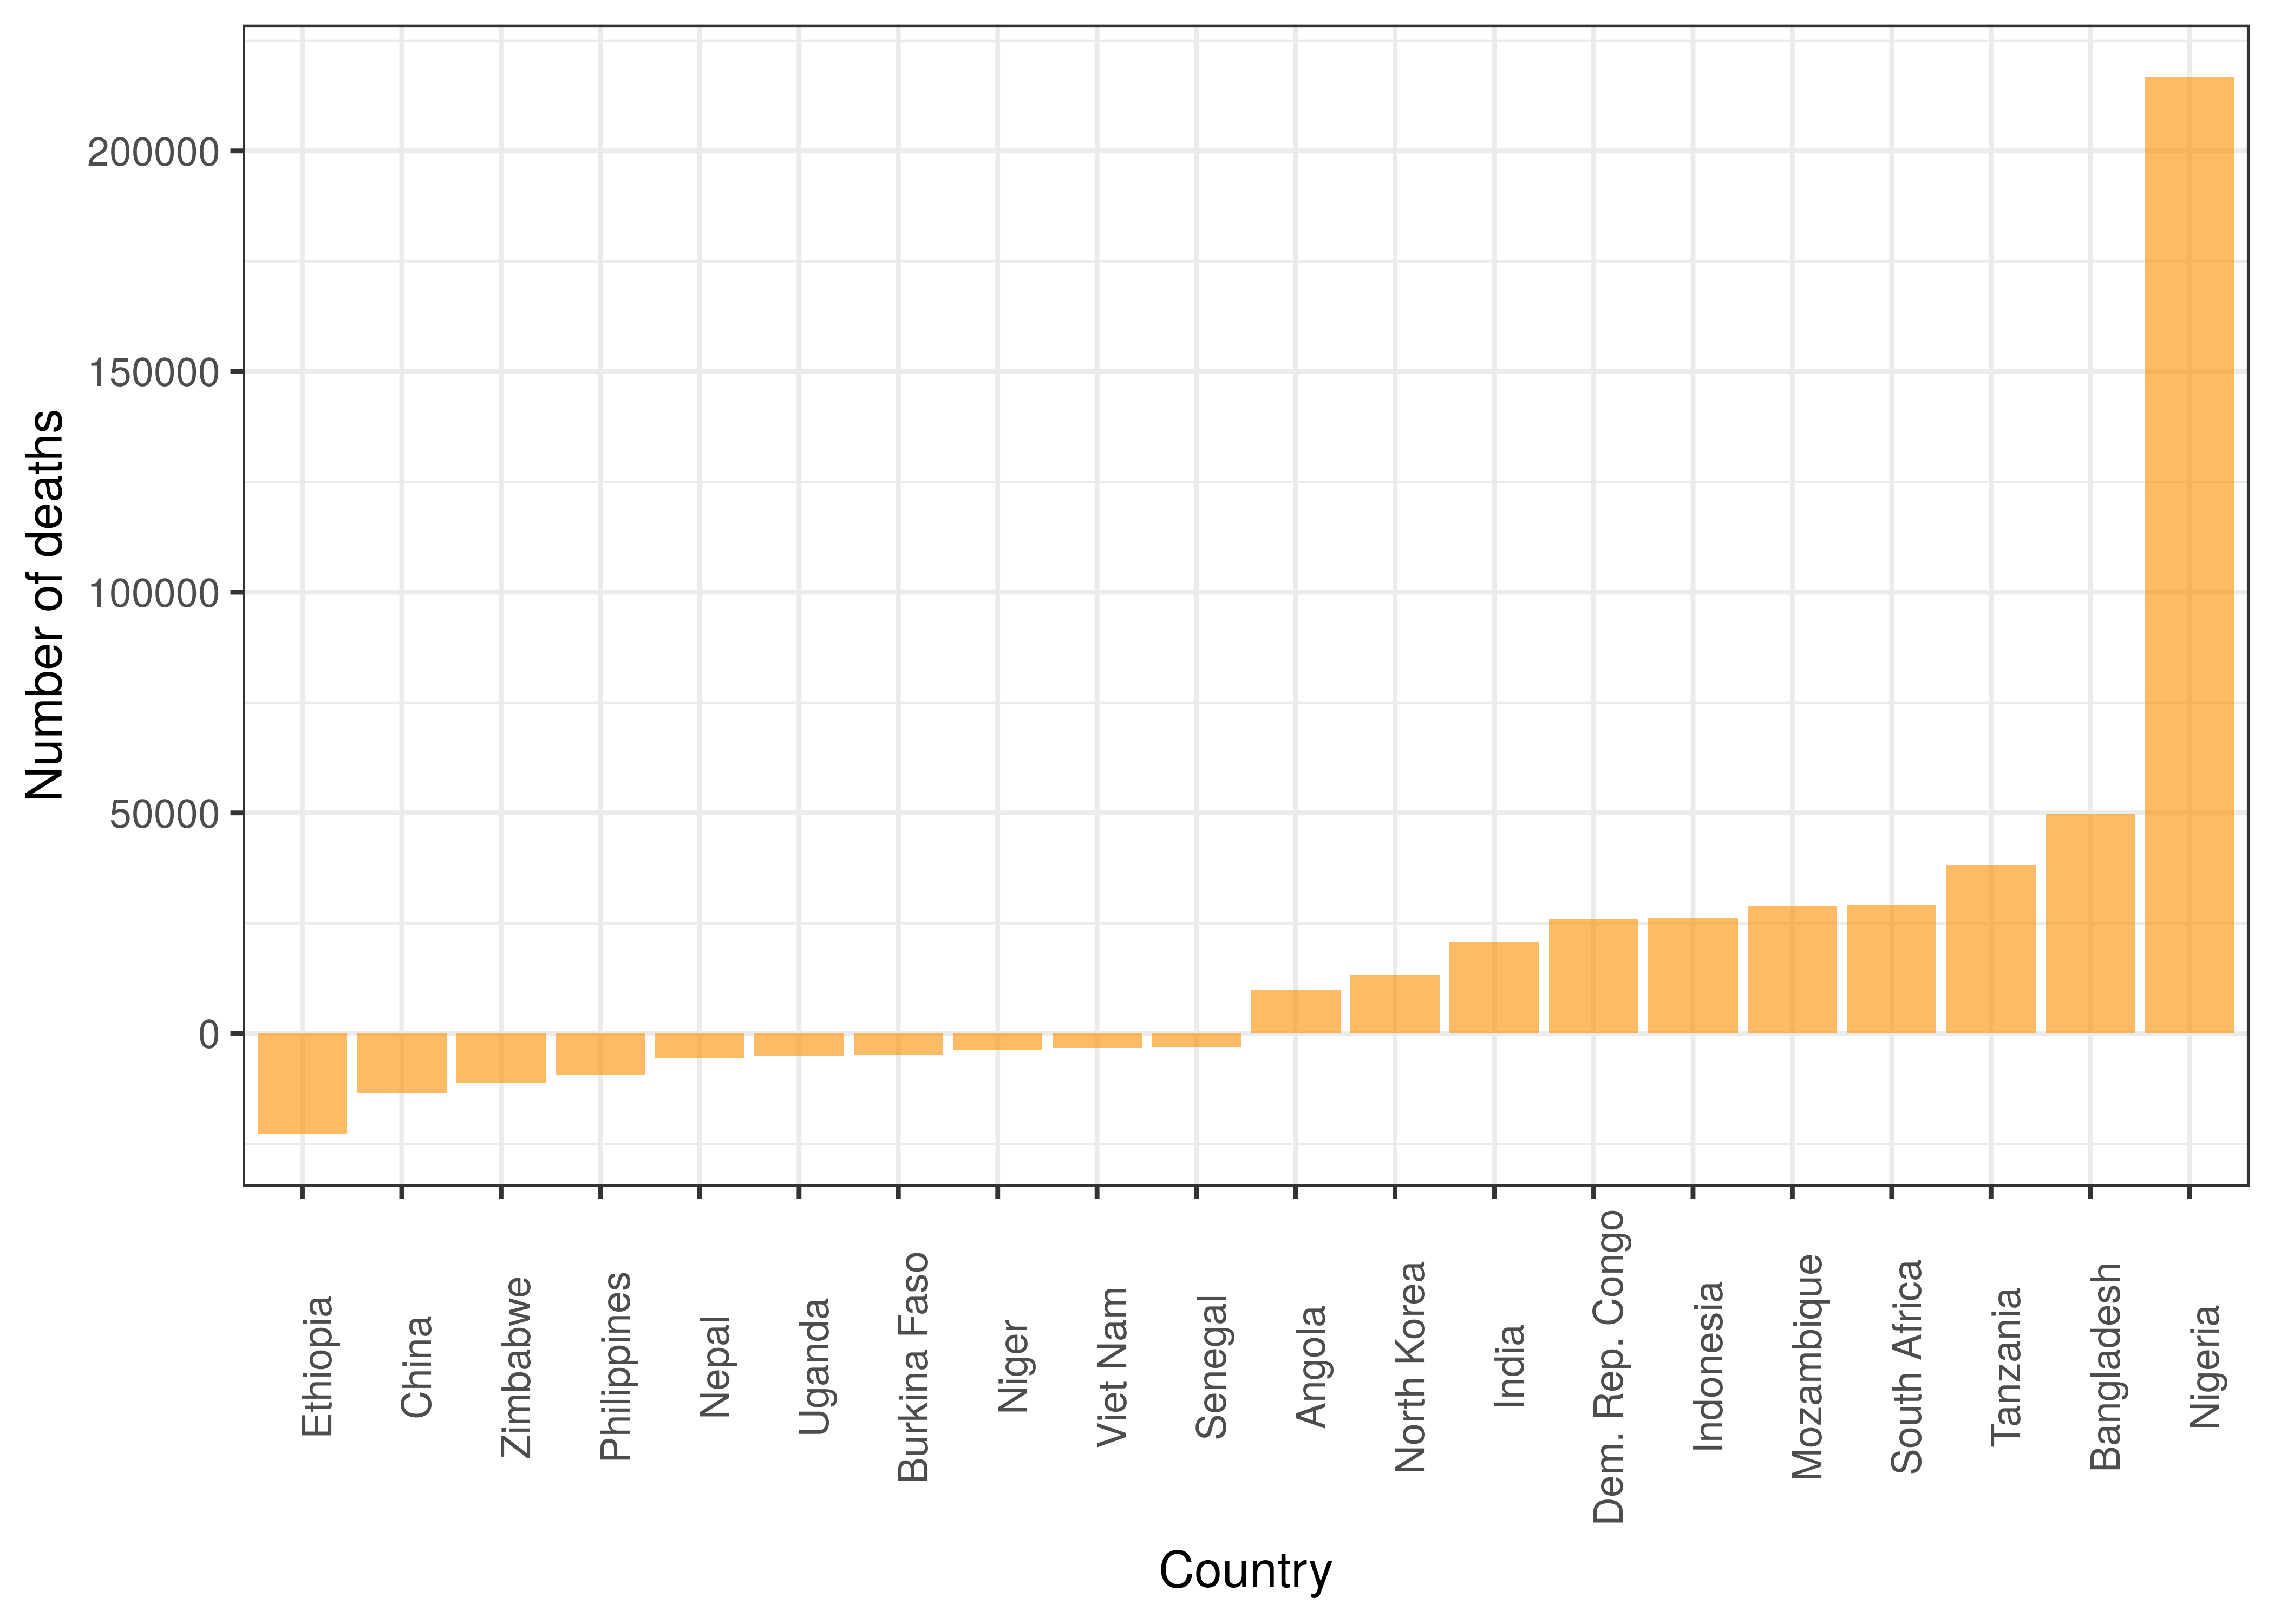 Number of deaths
200000
150000
100000
50000
0
Ethiopia
China
Zimbabwe
Philippines
Nepal
Uganda
Burkina Faso
Niger
Viet Nam
Senegal
Angola
North Korea
India
Dem. Rep. Congo
Indonesia
Mozambique
South Africa
Tanzania
Bangladesh
Nigeria
Country